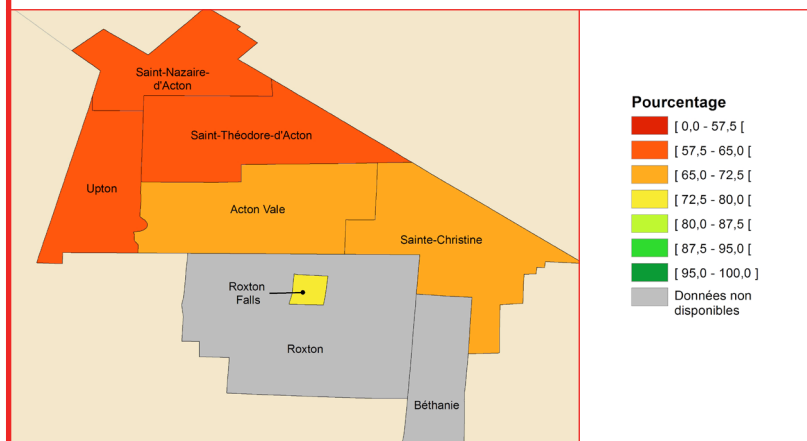 Saint-Nazaire-
d'Acton
Saint-Théodore-d'Acton
Upton
Acton Vale
Sainte-Christine
Roxton
Falls
Roxton
Béthanie
Pourcentage
[ 0,0 - 57,5 [
[ 57,5 - 65,0 [
[ 65,0 - 72,5 [
[ 72,5 - 80,0 [
[ 80,0 - 87,5 [
[ 87,5 - 95,0 [
[ 95,0 - 100,0 ]
Données non
disponibles